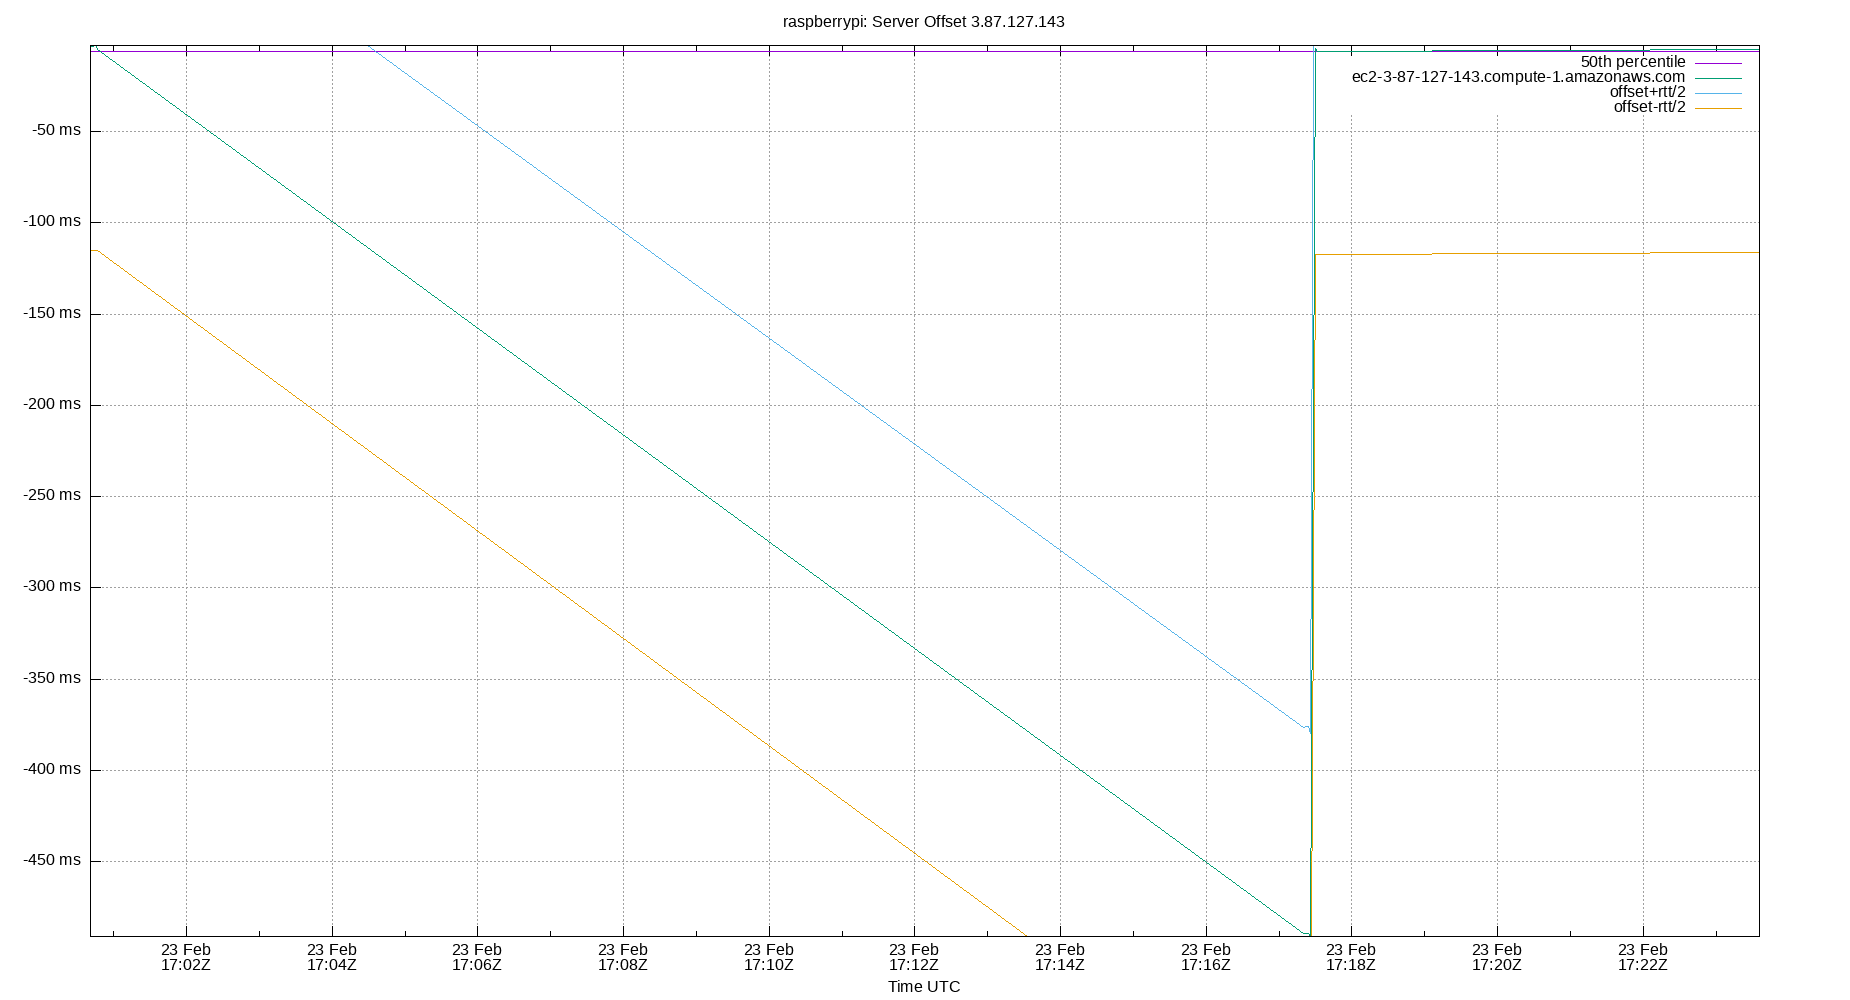 raspberrypi: Server Offset 3.87.127.143
50th percentile
ec2-3-87-127-143.compute-1.amazonaws.com
offset+rtt/2
offset-rtt/2
-50 ms
-100 ms
-150 ms
-200 ms
-250 ms
-300 ms
-350 ms
-400 ms
-450 ms
23 Feb 23 Feb 23 Feb 23 Feb 23 Feb 23 Feb 23 Feb 23 Feb 23 Feb 23 Feb 23 Feb
17:02Z 17:04Z 17:06Z 17:08Z 17:10Z 17:12Z 17:14Z 17:16Z 17:18Z 17:20Z 17:22Z
Time UTC